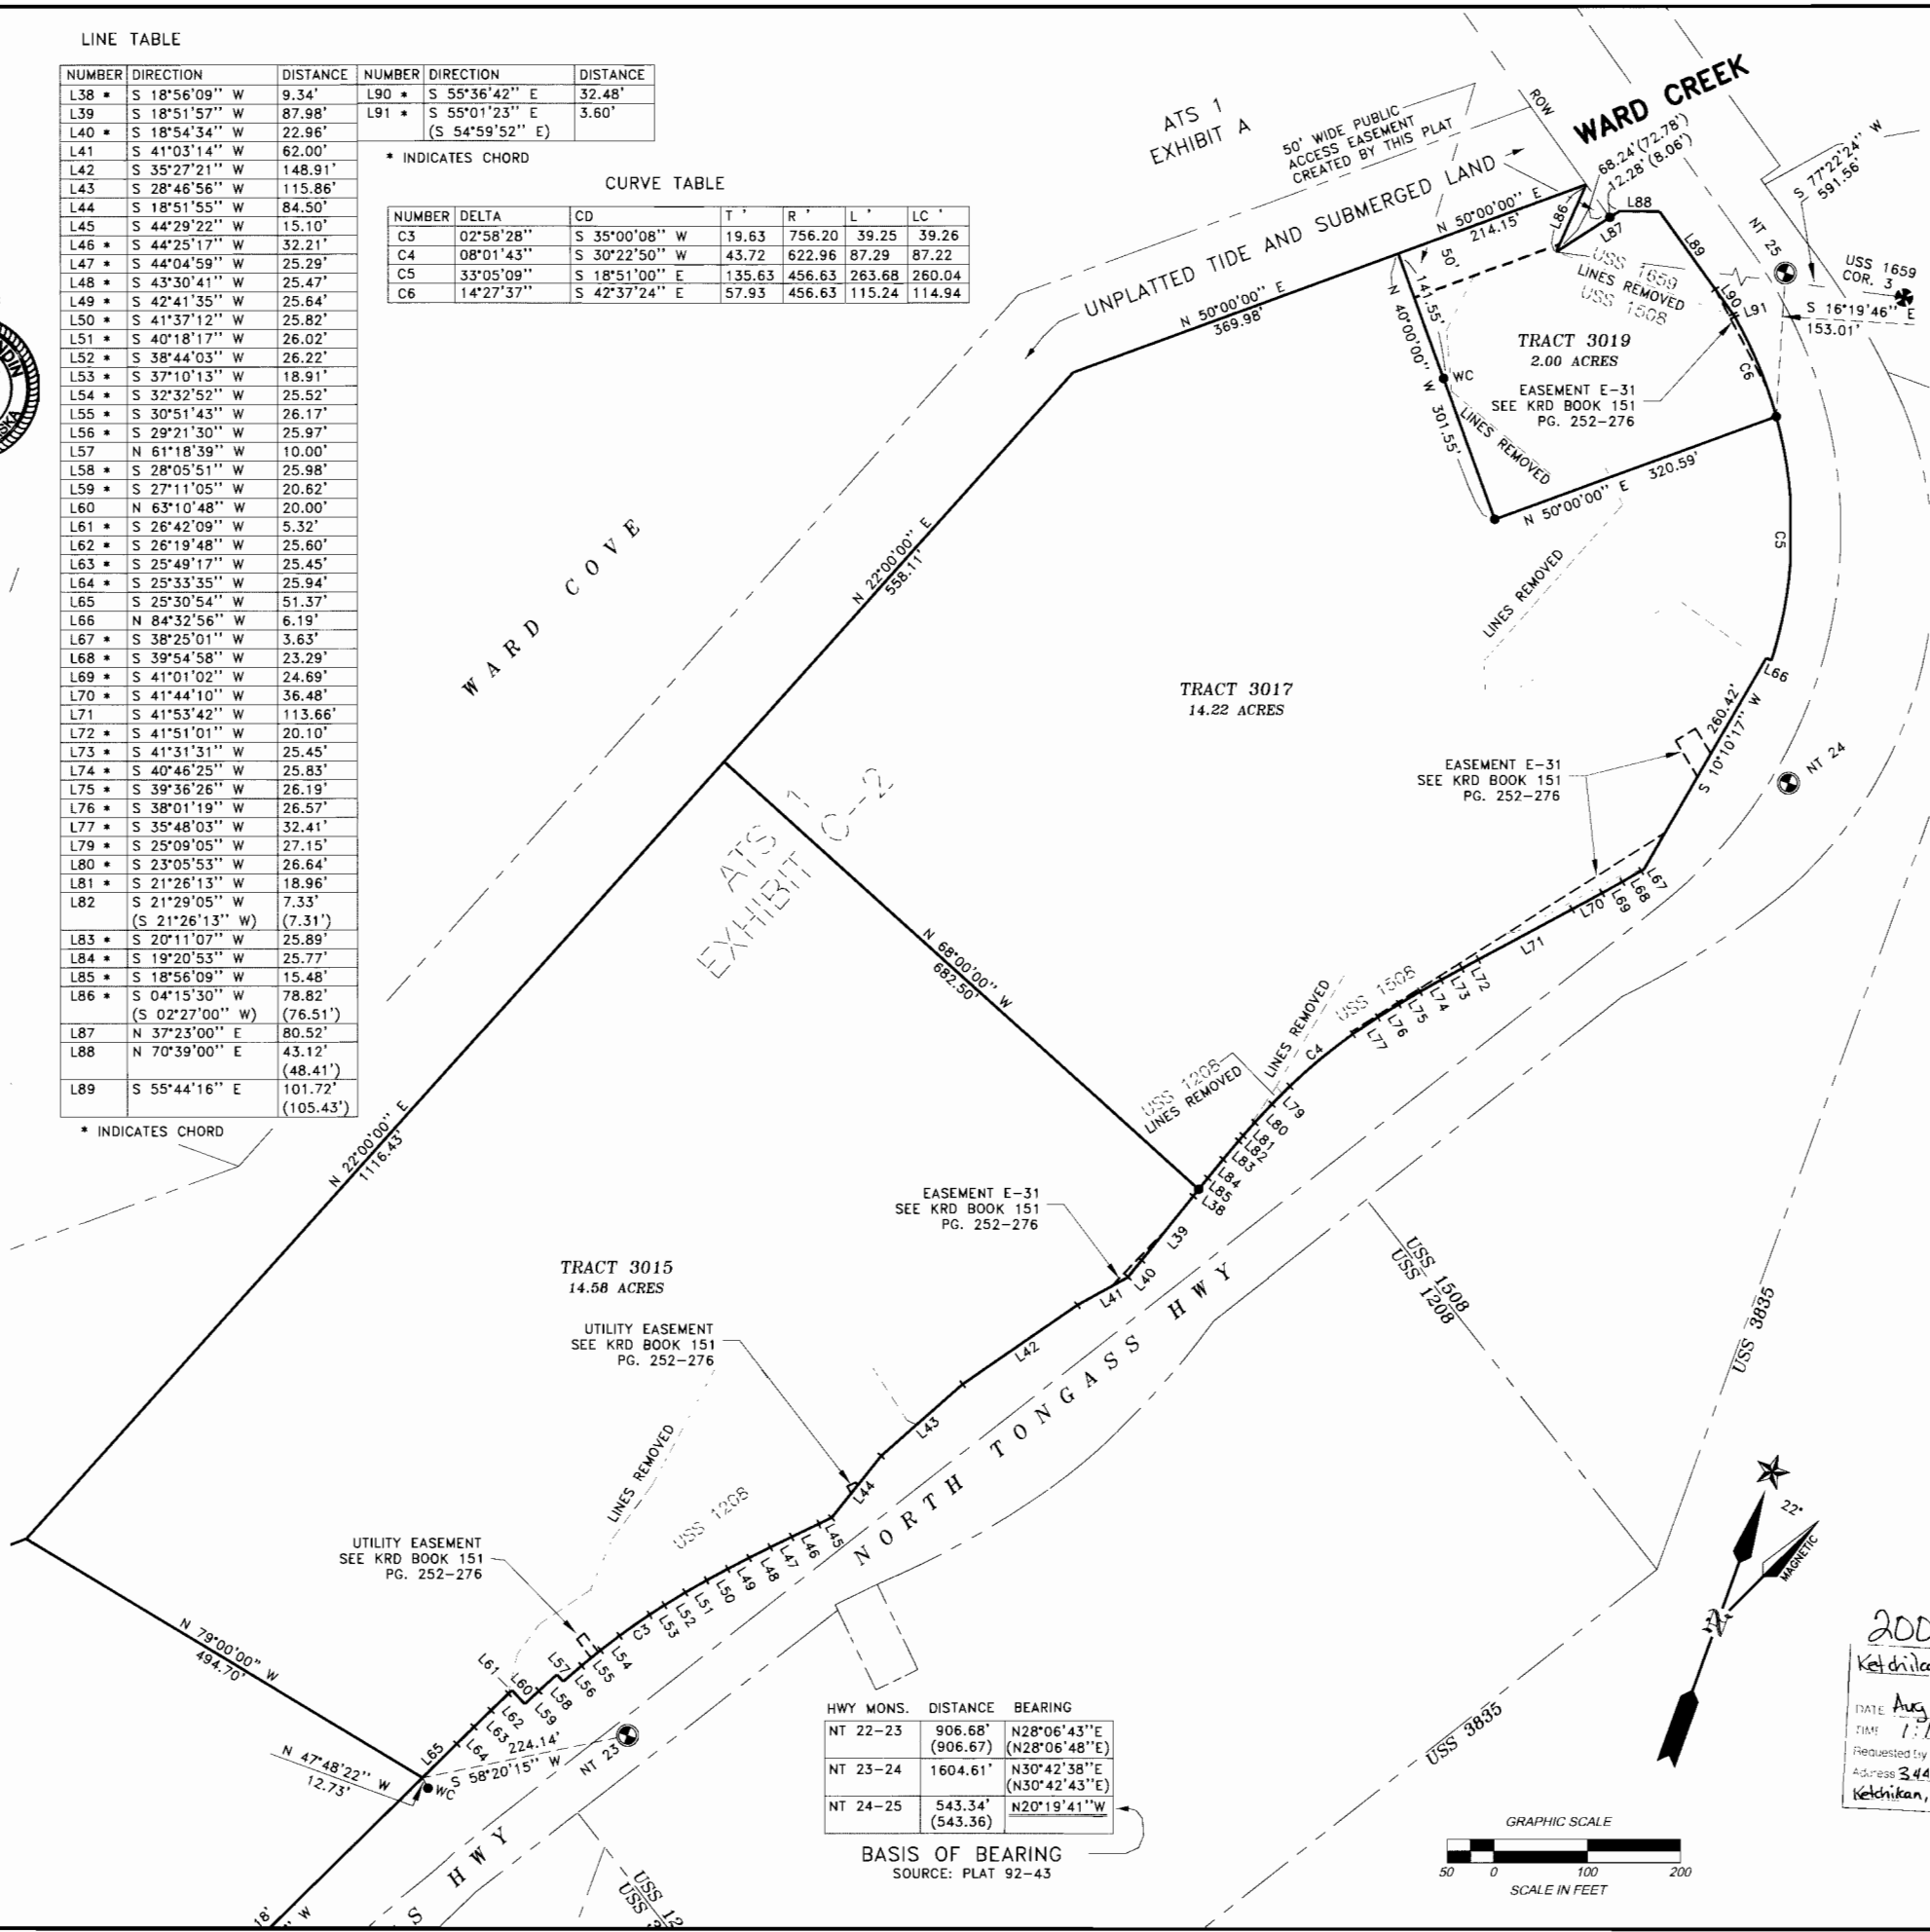 LINE TABLE
NUMBER DIRECTION DISTANCE NUMBER DIRECTION DISTANCE
L38 * S 18°56'09'' W 9.34' L90 * S 55°36'42'' E 32.48'
L39 S 18°51'57'' W 87.98' L91 * S 55°01'23'' E 3.60'
L40 * S 18°54'34'' W 22.96' (S 54°59'52'' E)
L41 S 41°03'14'' W 62.00'
L42 S 35°27'21'' W 148.91'
L43 S 28°46'56'' W 115.86'
L44 S 18°51'55'' W 84.50'
L45 S 44°29'22'' W 15.10'
L46 * S 44°25'17'' W 32.21'
L47 * S 44°04'59'' W 25.29'
L48 * S 43°30'41'' W 25.47'
L49 * S 42°41'35'' W 25.64'
L50 * S 41°37'12'' W 25.82'
L51 * S 40°18'17'' W 26.02'
L52 * S 38°44'03'' W 26.22'
L53 * S 37°10'13'' W 18.91'
L54 * S 32°32'52'' W 25.52'
L55 * S 30°51'43'' W 26.17'
L56 * S 29°21'30'' W 25.97'
L57 N 61°18'39'' W 10.00'
L58 * S 28°05'51'' W 25.98'
L59 * S 27°11'05'' W 20.62'
L60 N 63°10'48'' W 20.00'
L61 * S 26°42'09'' W 5.32'
L62 * S 26°19'48'' W 25.60'
L63 * S 25°49'17'' W 25.45'
L64 * S 25°33'35'' W 25.94'
L65 S 25°30'54'' W 51.37'
L66 N 84°32'56'' W 6.19'
L67 * S 38°25'01'' W 3.63'
L68 * S 39°54'58'' W 23.29'
L69 * S 41°01'02'' W 24.69'
L70 * S 41°44'10'' W 36.48'
L71 S 41°53'42'' W 113.66'
L72 * S 41°51'01'' W 20.10'
L73 * S 41°31'31'' W 25.45'
L74 * S 40°46'25'' W 25.83'
L75 * S 39°36'26'' W 26.19'
L76 * S 38°01'19'' W 26.57'
L77 * S 35°48'03'' W 32.41'
L79 * S 25°09'05'' W 27.15'
L80 * S 23°05'53'' W 26.64'
L81 * S 21°26'13'' W 18.96'
L82 S 21°29'05'' W 7.33'
(S 21°26'13'' W) (7.31')
L83 * S 20°11'07'' W 25.89'
L84 * S 19°20'53'' W 25.77'
L85 * S 18°56'09'' W 15.48'
L86 * S 04°15'30'' W 78.82'
(S 02°27'00'' W) (76.51')
L87 N 37°23'00'' E 80.52'
L88 N 70°39'00'' E 43.12'
(48.41')
L89 S 55°44'16'' E 101.72'
(105.43')
* INDICATES CHORD
* INDICATES CHORD
CURVE TABLE
NUMBER DELTA CD T ' R ' L ' LC '
C3 02°58'28'' S 35°00'08'' W 19.63 756.20 39.25 39.26
C4 08°01'43'' S 30°22'50'' W 43.72 622.96 87.29 87.22
C5 33°05'09'' S 18°51'00'' E 135.63 456.63 263.68 260.04
C6 14°27'37'' S 42°37'24'' E 57.93 456.63 115.24 114.94
ATS 1
EXHIBIT A
50' WIDE PUBLIC
ACCESS EASEMENT
CREATED BY THIS PLAT
ROW
WARD CREEK
68.24'(72.78')
12.28' (8.06')
S 77°22'24'' W
591.56'
UNPLATTED TIDE AND SUBMERGED LAND
N 50°00'00'' E
214.15'
L86
L87
L88
L89
L90
L91
NT 25
USS 1659
COR. 3
S 16°19'46'' E
153.01'
USS 1659
LINES REMOVED
USS 1508
N 50°00'00'' E
369.98'
50'
141.55'
N 40°00'00'' W
301.55'
WC
LINES REMOVED
TRACT 3019
2.00 ACRES
C6
EASEMENT E-31
SEE KRD BOOK 151
PG. 252-276
N 50°00'00'' E 320.59'
C5
LINES REMOVED
WARD COVE
N 22°00'00'' E
558.11'
TRACT 3017
14.22 ACRES
L66
260.42'
S 10°10'17'' W
NT 24
EASEMENT E-31
SEE KRD BOOK 151
PG. 252-276
ATS 1
EXHIBIT C-2
N 68°00'00'' W
682.50'
L67
L68
L69
L70
L71
L72
L73
L74
L75
L76
L77
USS 1508
LINES REMOVED
C4
USS 1208
LINES REMOVED
L79
L80
L81
L82
L83
L84
L85
L38
L39
L40
L41
L42
L43
L44
L45
N 22°00'00'' E
1116.43'
EASEMENT E-31
SEE KRD BOOK 151
PG. 252-276
TRACT 3015
14.58 ACRES
UTILITY EASEMENT
SEE KRD BOOK 151
PG. 252-276
NORTH TONGASS HWY
USS 1508
USS 1208
USS 3835
LINES REMOVED
USS 1208
UTILITY EASEMENT
SEE KRD BOOK 151
PG. 252-276
L46
L47
L48
L49
L50
L51
L52
L53
C3
L54
L55
L56
L57
L58
L59
L60
L61
L62
L63
L64
L65
N 79°00'00'' W
494.70'
N 47°48'22'' W
12.73'
WC
224.14'
S 58°20'15'' W
NT 23
S HWY
18'
W
USS 12
USS
HWY MONS. DISTANCE BEARING
NT 22-23 906.68' N28°06'43''E
(906.67) (N28°06'48''E)
NT 23-24 1604.61' N30°42'38''E
(N30°42'43''E)
NT 24-25 543.34' N20°19'41''W
(543.36)
BASIS OF BEARING
SOURCE: PLAT 92-43
USS 3835
22°
MAGNETIC
N
GRAPHIC SCALE
50 0 100 200
SCALE IN FEET
200
Ketchika
DATE Aug
TIME
Requested By
Address 344
Ketchikan,